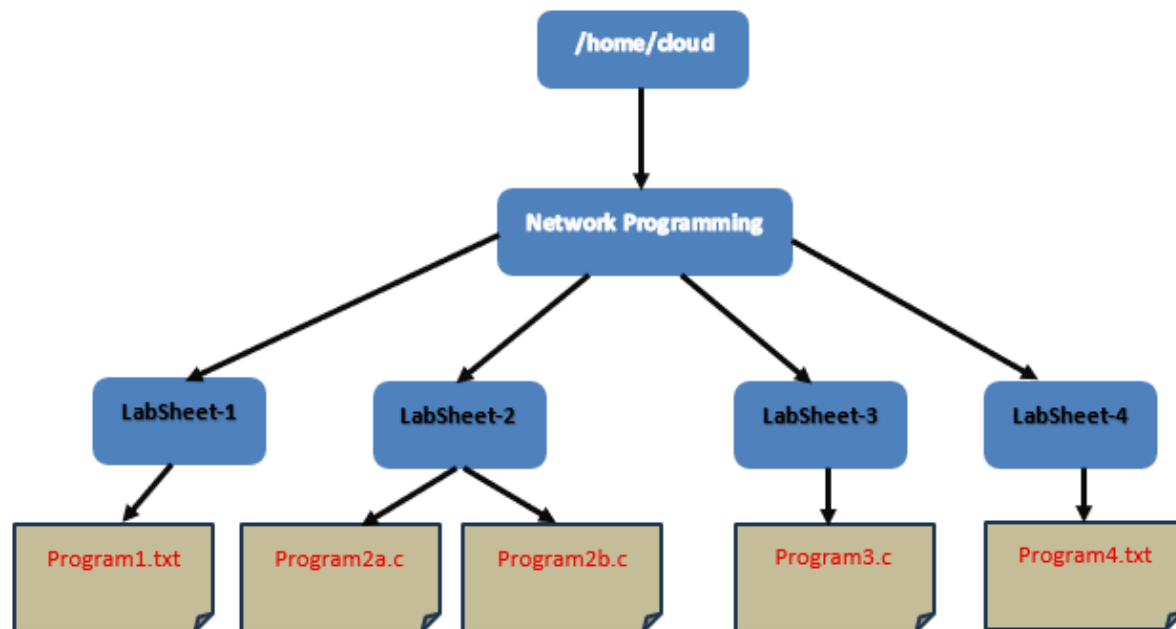 /home/cloud
Network Programming
LabSheet-1
LabSheet-2
LabSheet-3
LabSheet-4
Program1.txt
Program2a.c
Program2b.c
Program3.c
Program4.txt